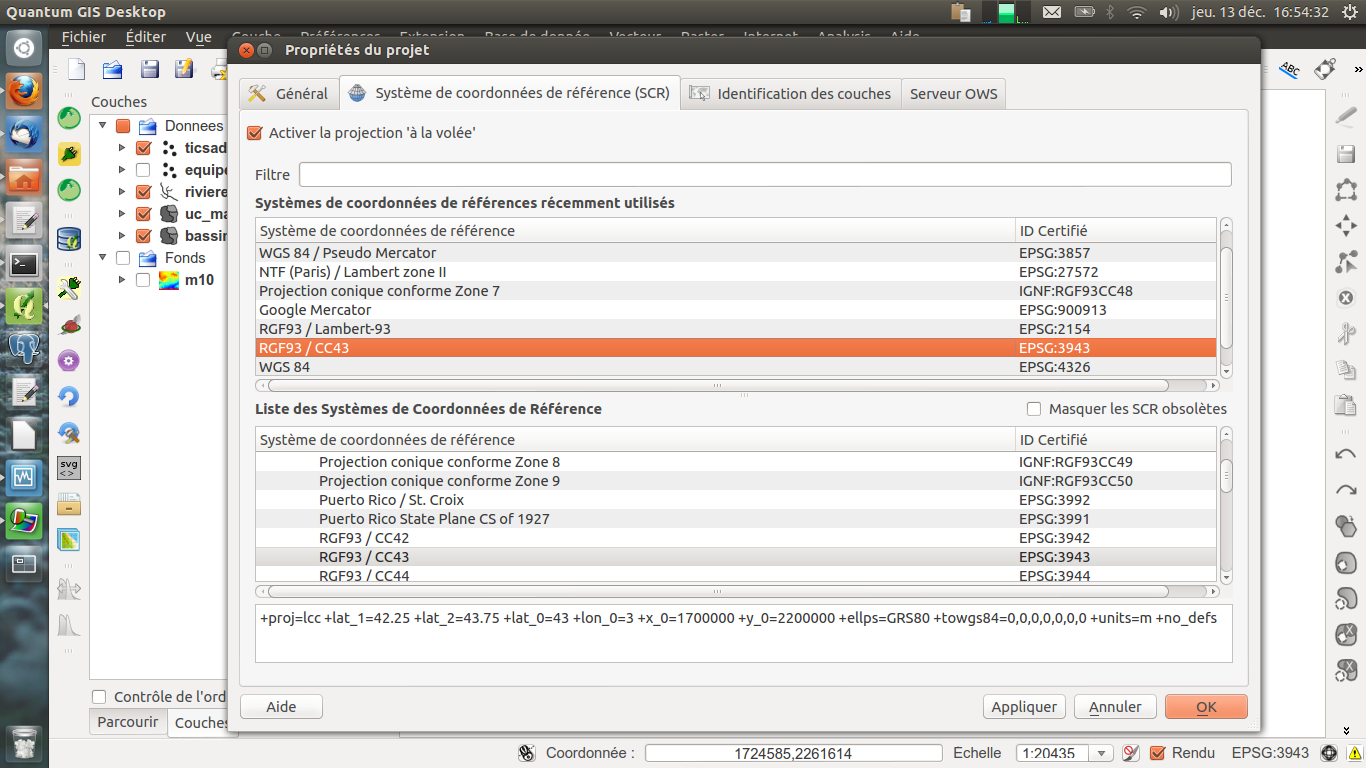 Quantum GIS Desktop
jeu. 13 déc. 16:54:32
Fichier Éditer Vue Couche Préférences Extension Base de donnée Vecteur Raster Internet Analysis Aide
Propriétés du projet
Général
Système de coordonnées de référence (SCR)
Identification des couches
Serveur OWS
ABC
»
Couches
Donnees
ticsad
equipe
riviere
uc_ma
bassin
Fonds
m10
svg
<>
Activer la projection 'à la volée'
Filtre
Systèmes de coordonnées de références récemment utilisés
Système de coordonnées de référence ID Certifié
WGS 84 / Pseudo Mercator EPSG:3857
NTF (Paris) / Lambert zone II EPSG:27572
Projection conique conforme Zone 7 IGNF:RGF93CC48
Google Mercator EPSG:900913
RGF93 / Lambert-93 EPSG:2154
RGF93 / CC43 EPSG:3943
WGS 84 EPSG:4326
Liste des Systèmes de Coordonnées de Référence
Masquer les SCR obsolètes
Système de coordonnées de référence ID Certifié
Projection conique conforme Zone 8 IGNF:RGF93CC49
Projection conique conforme Zone 9 IGNF:RGF93CC50
Puerto Rico / St. Croix EPSG:3992
Puerto Rico State Plane CS of 1927 EPSG:3991
RGF93 / CC42 EPSG:3942
RGF93 / CC43 EPSG:3943
RGF93 / CC44 EPSG:3944
+proj=lcc +lat_1=42.25 +lat_2=43.75 +lat_0=43 +lon_0=3 +x_0=1700000 +y_0=2200000 +ellps=GRS80 +towgs84=0,0,0,0,0,0,0 +units=m +no_defs
Contrôle de l'ord
Parcourir
Couches
Aide
Appliquer
Annuler
OK
Coordonnée : 1724585,2261614 Echelle 1:20435 Rendu EPSG:3943